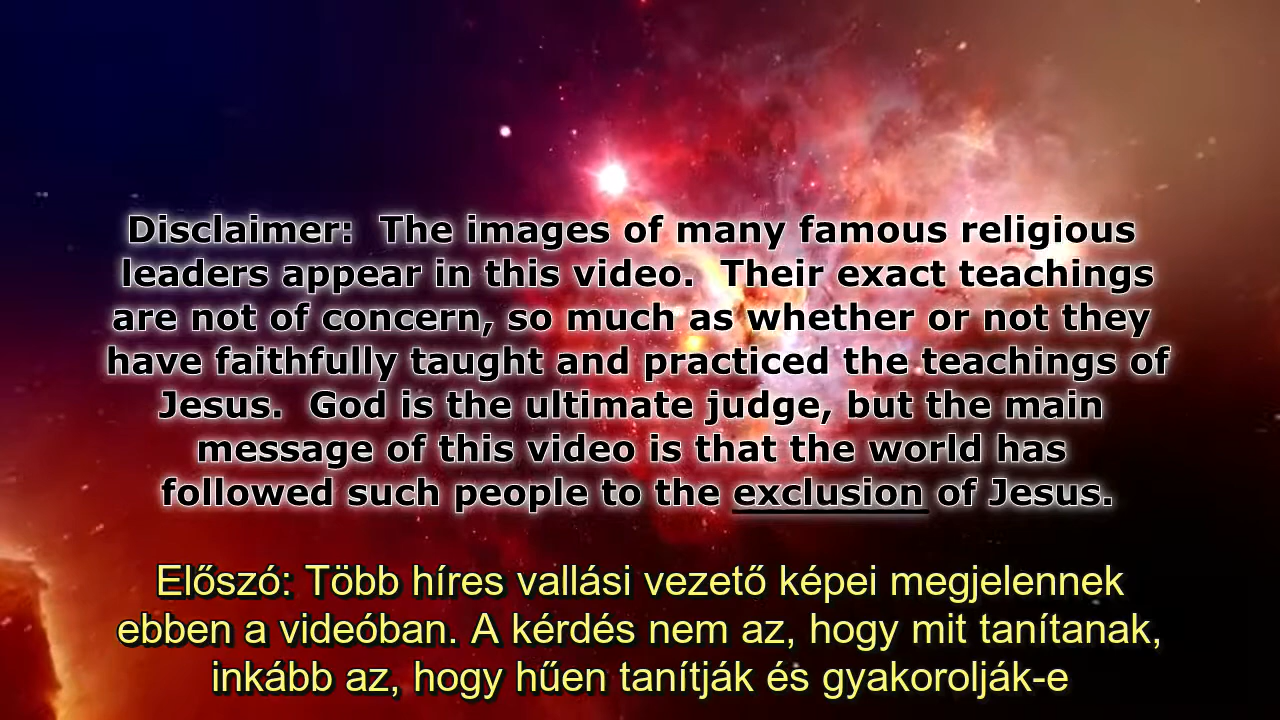 Disclaimer:  The images of many famous religious
leaders appear in this video.  Their exact teachings
are not of concern, so much as whether or not they
have faithfully taught and practiced the teachings of
Jesus.  God is the ultimate judge, but the main
message of this video is that the world has
followed such people to the exclusion of Jesus.
Előszó: Több híres vallási vezető képei megjelennek
ebben a videóban. A kérdés nem az, hogy mit tanítanak,
inkább az, hogy hűen tanítják és gyakorolják-e